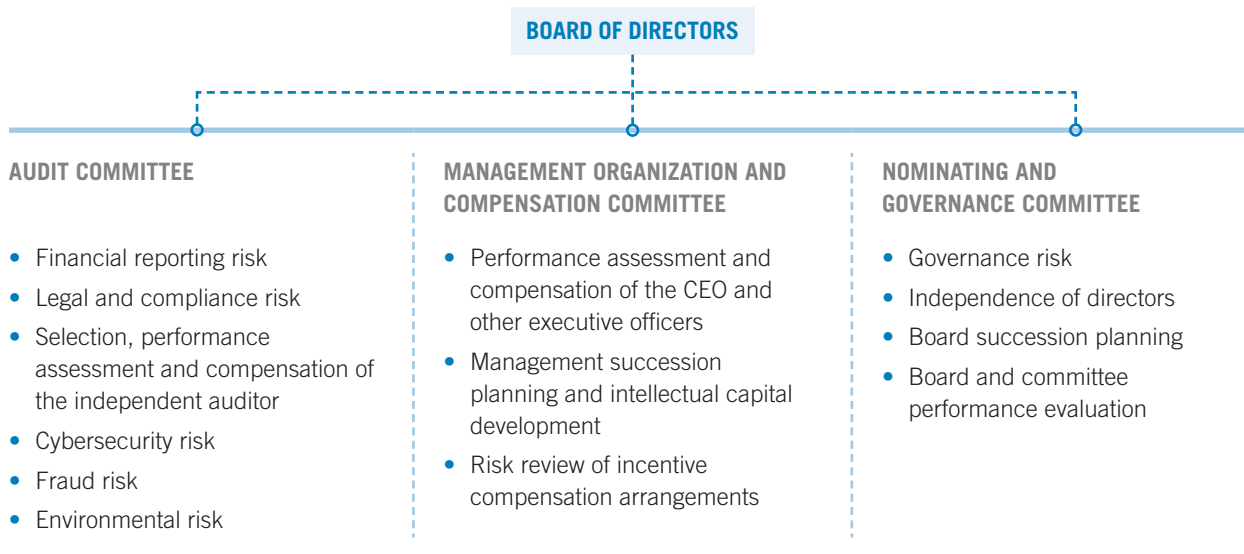 BOARD OF DIRECTORS
AUDIT COMMITTEE
• Financial reporting risk
• Legal and compliance risk
• Selection, performance
assessment and compensation of
the independent auditor
• Cybersecurity risk
• Fraud risk
• Environmental risk
MANAGEMENT ORGANIZATION AND
COMPENSATION COMMITTEE
• Performance assessment and
compensation of the CEO and
other executive officers
• Management succession
planning and intellectual capital
development
• Risk review of incentive
compensation arrangements
NOMINATING AND
GOVERNANCE COMMITTEE
• Governance risk
• Independence of directors
• Board succession planning
• Board and committee
performance evaluation